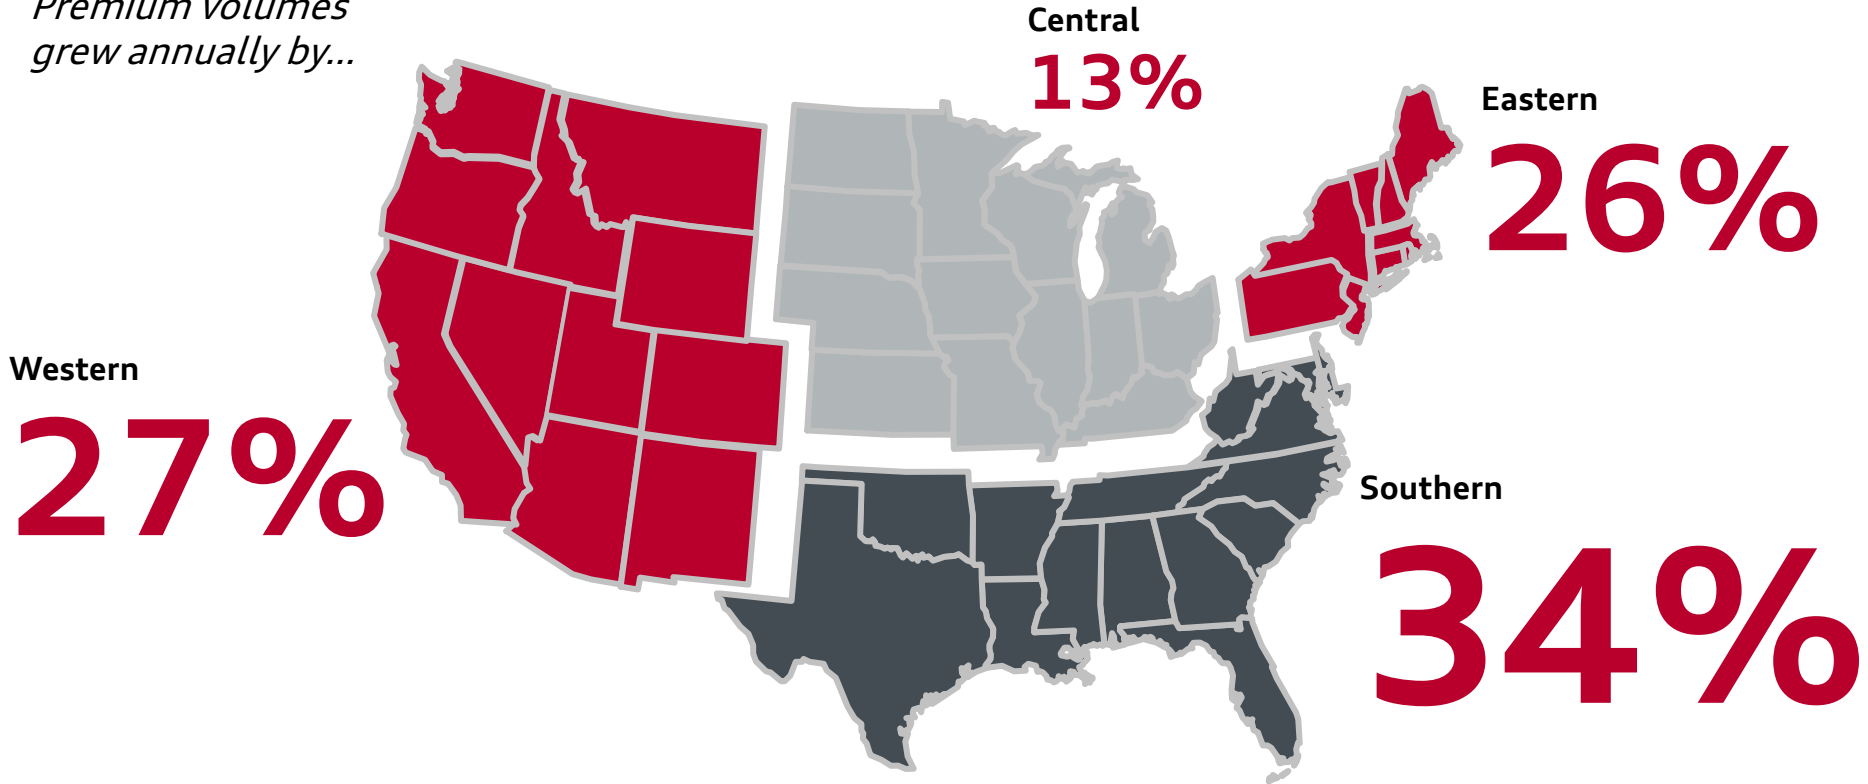 Premium volumes
grew annually by...
Central
13%
Eastern
26%
Western
27%
Southern
34%